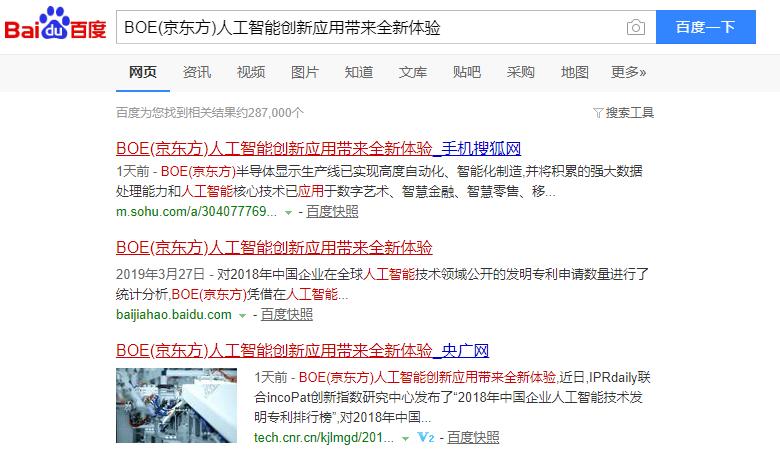 Bai du 百度
BOE(京东方)人工智能创新应用带来全新体验
百度一下
网页 资讯 视频 图片 知道 文库 贴吧 采购 地图 更多»
百度为您找到相关结果约287,000个
搜索工具
BOE(京东方)人工智能创新应用带来全新体验_手机搜狐网
1天前 - BOE(京东方)半导体显示生产线已实现高度自动化、智能化制造,并将积累的强大数据
处理能力和人工智能核心技术已应用于数字艺术、智慧金融、智慧零售、移...
m.sohu.com/a/304077769... - 百度快照
BOE(京东方)人工智能创新应用带来全新体验
2019年3月27日 - 对2018年中国企业在全球人工智能技术领域公开的发明专利申请数量进行了
统计分析,BOE(京东方)凭借在人工智能...
baijiahao.baidu.com - 百度快照
BOE(京东方)人工智能创新应用带来全新体验_央广网
1天前 - BOE(京东方)人工智能创新应用带来全新体验,近日,IPRdaily联
合incoPat创新指数研究中心发布了“2018年中国企业人工智能技术发
明专利排行榜”,对2018年中国...
tech.cnr.cn/kjlmgd/201... V2 - 百度快照